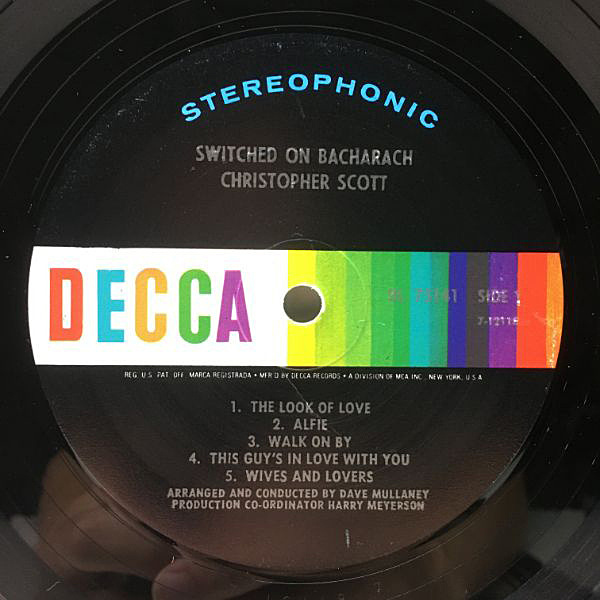 STEREOPHONIC
SWITCHED ON BACHARACH
CHRISTOPHER SCOTT
DECCA
75141 SIDE 1
REG. U.S. PAT. OFF. MARCA REGISTRADA • MFR'D BY DECCA RECORDS • A DIVISION OF MCA INC., NEW YORK, U.S.A
1. THE LOOK OF LOVE
2. ALFIE
3. WALK ON BY
4. THIS GUY'S IN LOVE WITH YOU
5. WIVES AND LOVERS
ARRANGED AND CONDUCTED BY DAVE MULLANEY
PRODUCTION CO-ORDINATOR HARRY MEYERSON